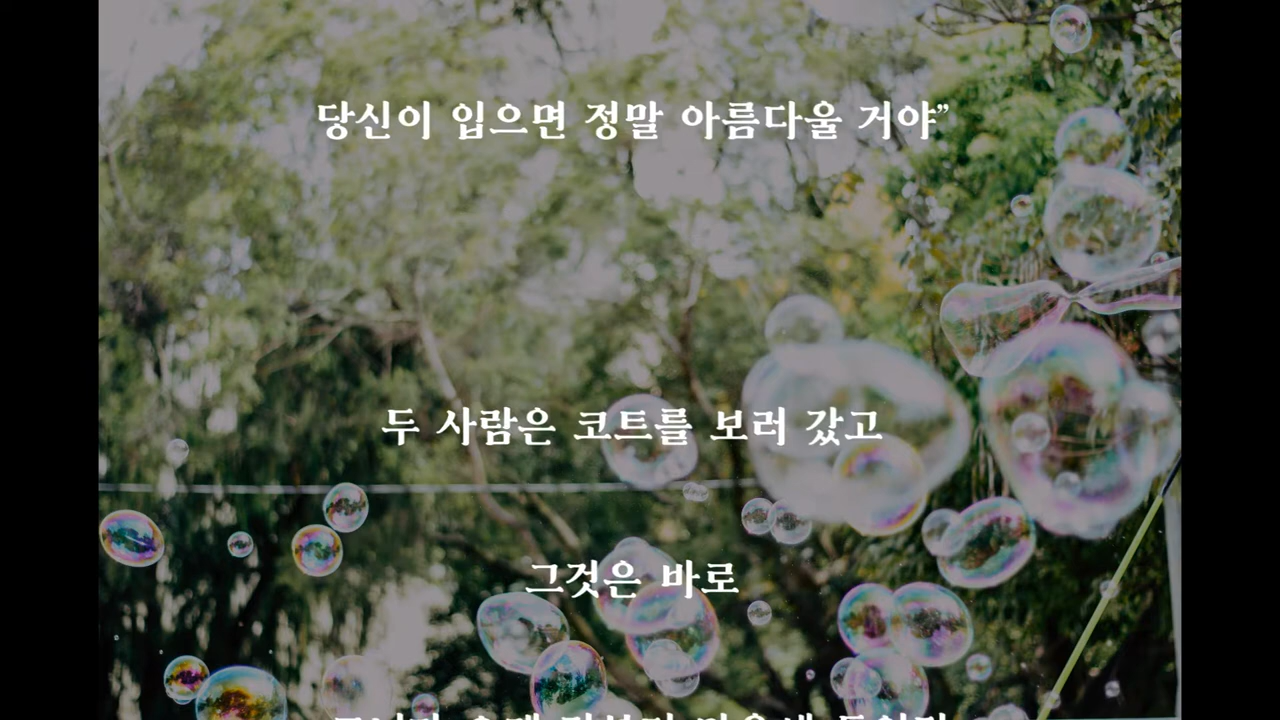 당신이 입으면 정말 아름다울 거야”
두 사람은 코트를 보러 갔고
그것은 바로